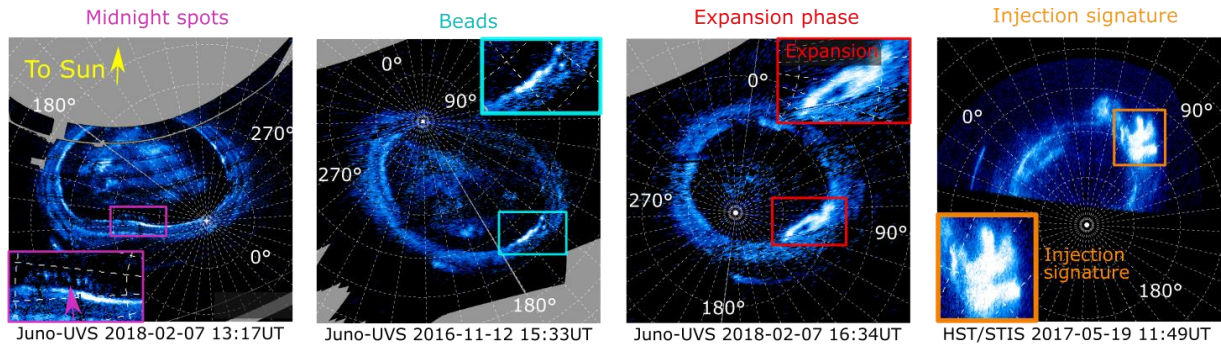 Midnight spots
To Sun
180°
270°
0°
Juno-UVS 2018-02-07 13:17UT
Beads
0°
90°
270°
180°
Juno-UVS 2016-11-12 15:33UT
Expansion phase
Expansion
0°
270°
90°
180°
Juno-UVS 2018-02-07 16:34UT
Injection signature
0°
90°
Injection
signature
180°
HST/STIS 2017-05-19 11:49UT